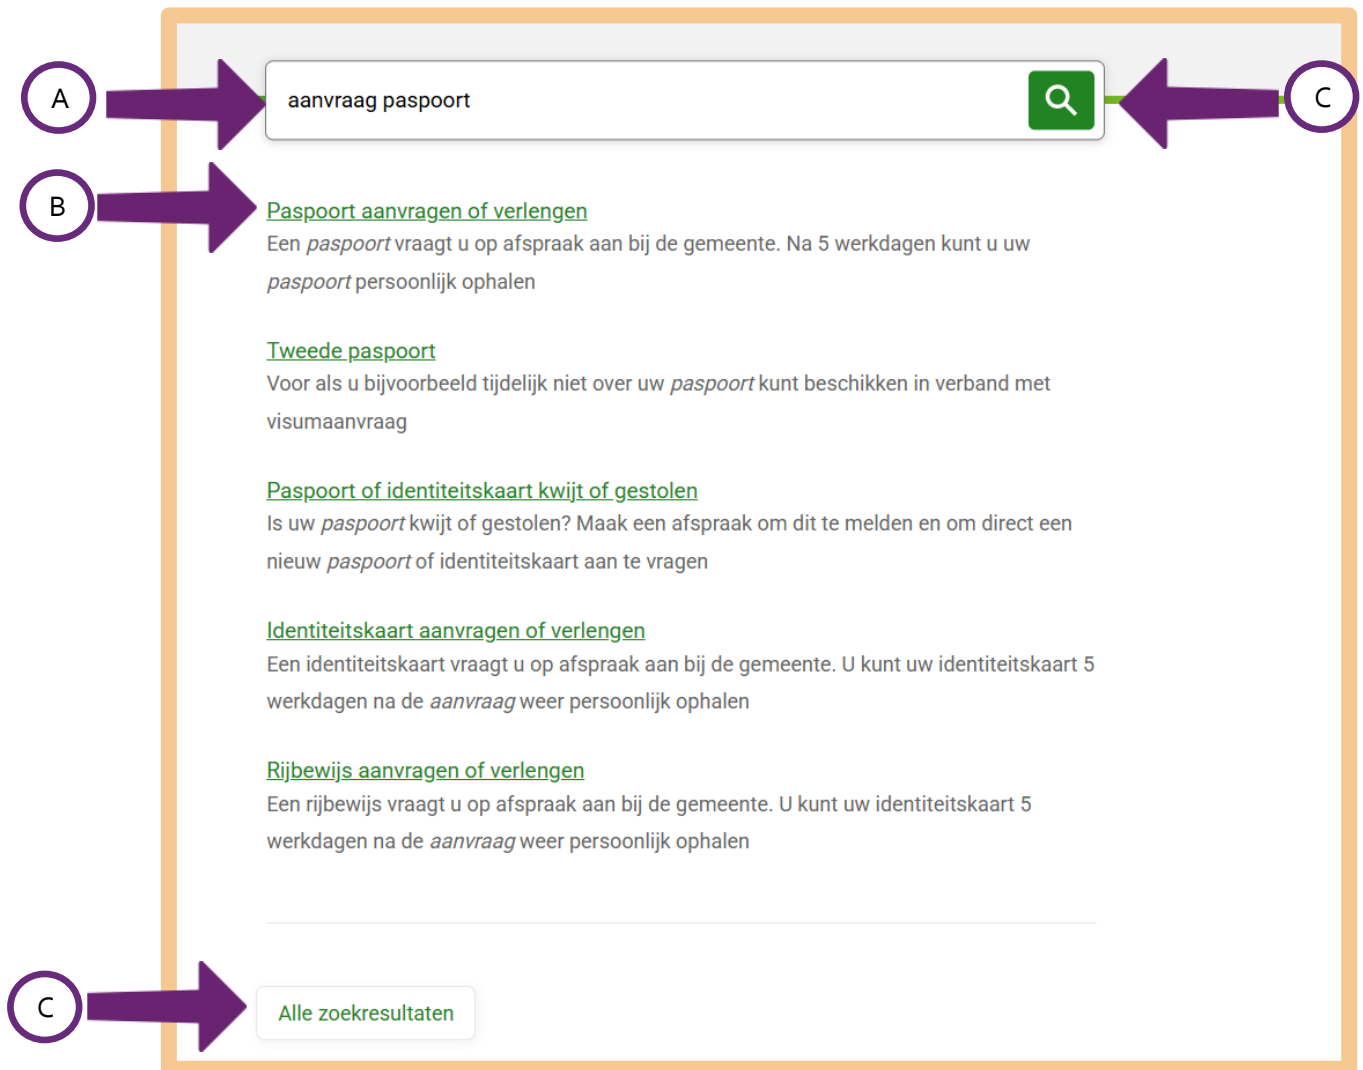 A
aanvraag paspoort
C
B
Paspoort aanvragen of verlengen
Een paspoort vraagt u op afspraak aan bij de gemeente. Na 5 werkdagen kunt u uw
paspoort persoonlijk ophalen
Tweede paspoort
Voor als u bijvoorbeeld tijdelijk niet over uw paspoort kunt beschikken in verband met
visumaanvraag
Paspoort of identiteitskaart kwijt of gestolen
Is uw paspoort kwijt of gestolen? Maak een afspraak om dit te melden en om direct een
nieuw paspoort of identiteitskaart aan te vragen
Identiteitskaart aanvragen of verlengen
Een identiteitskaart vraagt u op afspraak aan bij de gemeente. U kunt uw identiteitskaart 5
werkdagen na de aanvraag weer persoonlijk ophalen
Rijbewijs aanvragen of verlengen
Een rijbewijs vraagt u op afspraak aan bij de gemeente. U kunt uw identiteitskaart 5
werkdagen na de aanvraag weer persoonlijk ophalen
C
Alle zoekresultaten